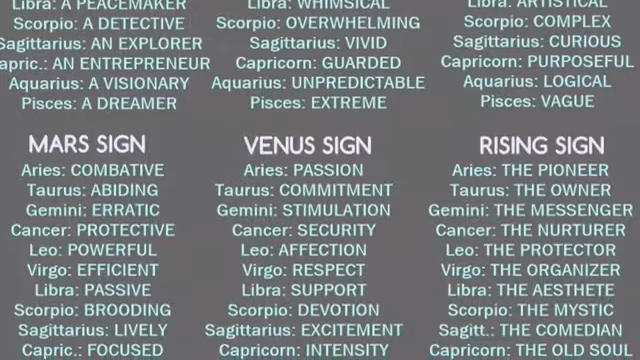 Libra: A PEACEMAKER
Scorpio: A DETECTIVE
Sagittarius: AN EXPLORER
apric.: AN ENTREPRENEUR
Aquarius: A VISIONARY
Pisces: A DREAMER
Libra: WHIMSICAL
Scorpio: OVERWHELMING
Sagittarius: VIVID
Capricorn: GUARDED
Aquarius: UNPREDICTABLE
Pisces: EXTREME
Libra: ARTISTICAL
Scorpio: COMPLEX
Sagittarius: CURIOUS
Capricorn: PURPOSEFUL
Aquarius: LOGICAL
Pisces: VAGUE
MARS SIGN
Aries: COMBATIVE
Taurus: ABIDING
Gemini: ERRATIC
Cancer: PROTECTIVE
Leo: POWERFUL
Virgo: EFFICIENT
Libra: PASSIVE
Scorpio: BROODING
Sagittarius: LIVELY
Capric.: FOCUSED
VENUS SIGN
Aries: PASSION
Taurus: COMMITMENT
Gemini: STIMULATION
Cancer: SECURITY
Leo: AFFECTION
Virgo: RESPECT
Libra: SUPPORT
Scorpio: DEVOTION
Sagittarius: EXCITEMENT
Capricorn: INTENSITY
RISING SIGN
Aries: THE PIONEER
Taurus: THE OWNER
Gemini: THE MESSENGER
Cancer: THE NURTURER
Leo: THE PROTECTOR
Virgo: THE ORGANIZER
Libra: THE AESTHETE
Scorpio: THE MYSTIC
Sagitt.: THE COMEDIAN
Capricorn: THE OLD SOUL